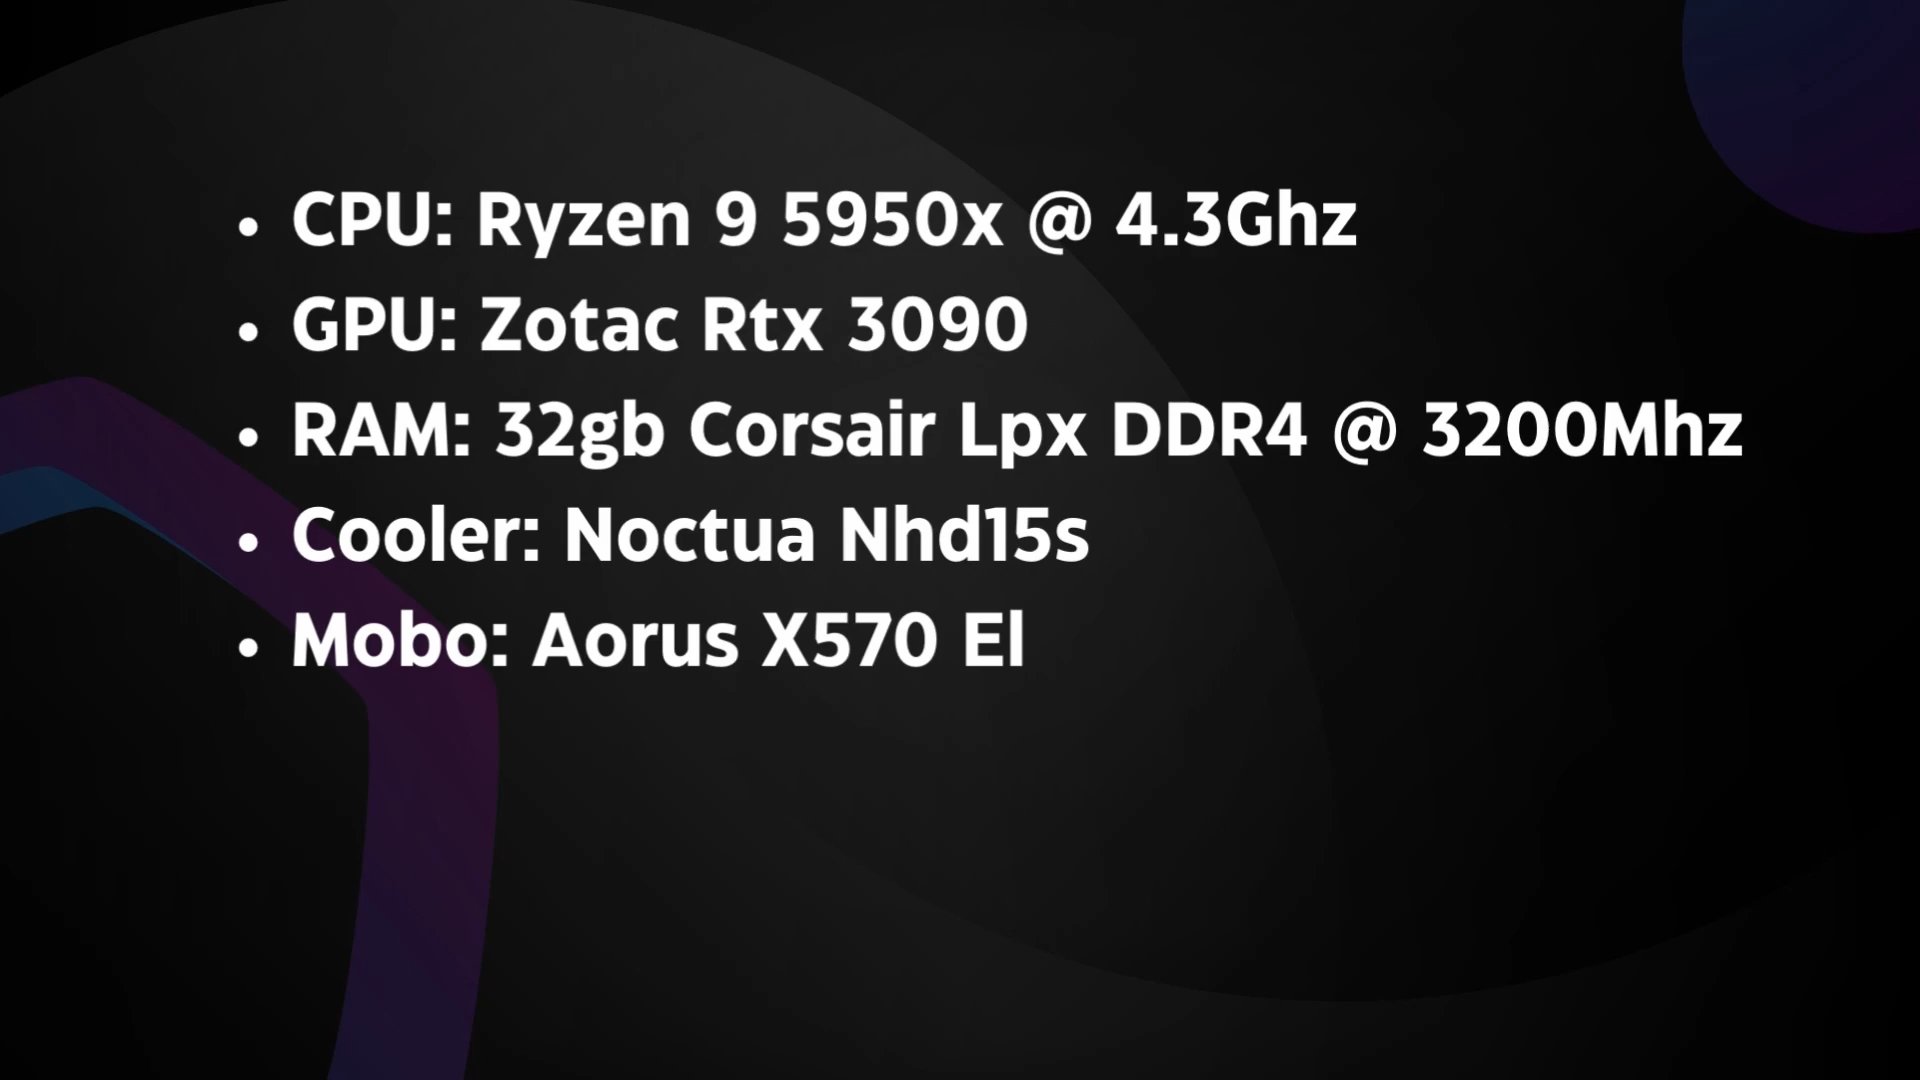 • CPU: Ryzen 9 5950x @ 4.3Ghz
• GPU: Zotac Rtx 3090
• RAM: 32gb Corsair Lpx DDR4 @ 3200Mhz
• Cooler: Noctua Nhd15s
• Mobo: Aorus X570 El